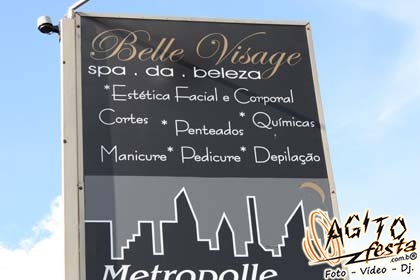 Belle Visage
spa . da . beleza
*Estética Facial e Corporal
Cortes * Penteados * Químicas
Manicure* Pedicure* Depilação
Metropolle
AGITO
festa
.com.br
Foto - Vídeo - Dj